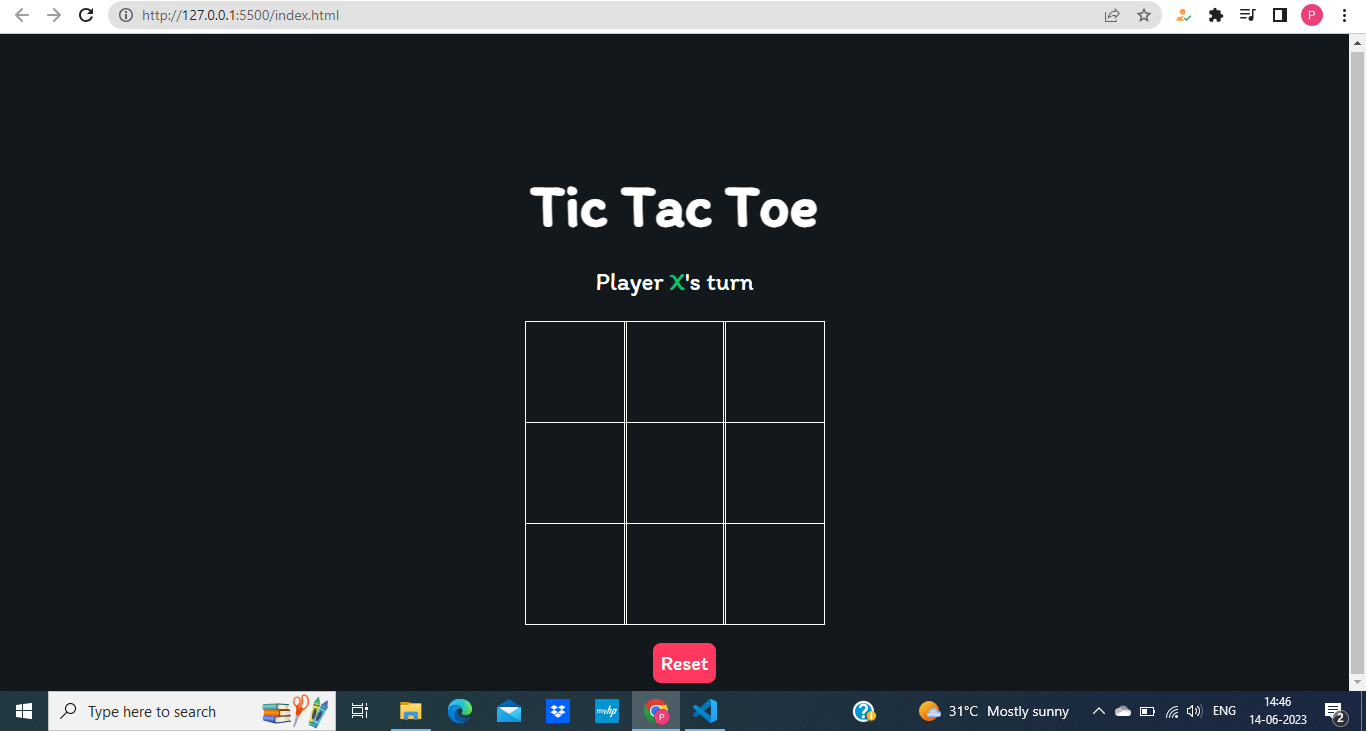 http://127.0.0.1:5500/index.html
P
Tic Tac Toe
Player X's turn
Reset
Type here to search
myhp
P
31°C Mostly sunny
ENG
14:46
14-06-2023
2